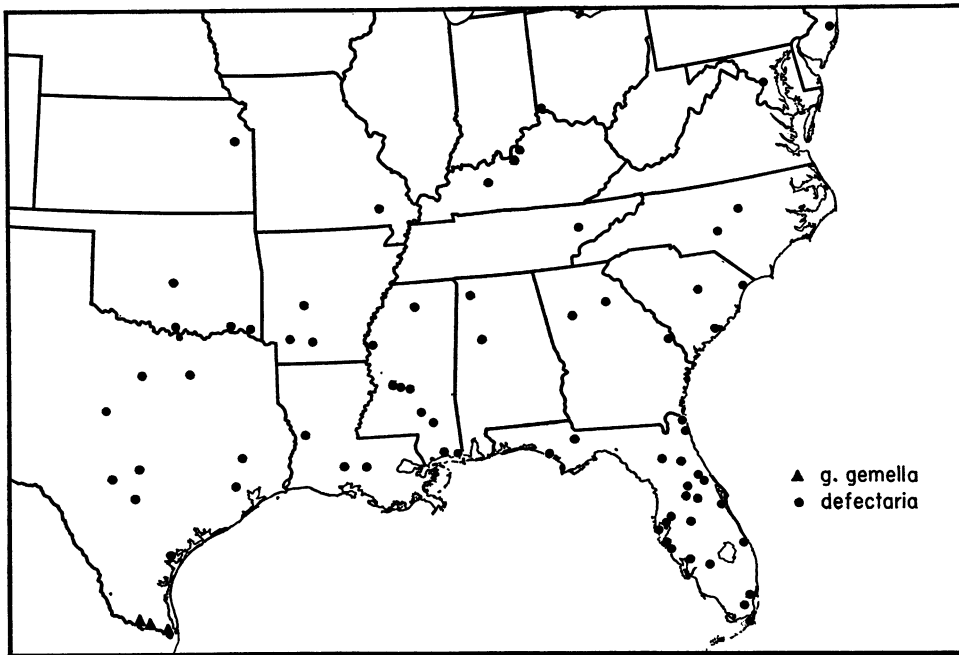 ▲ g. gemella
● defectaria